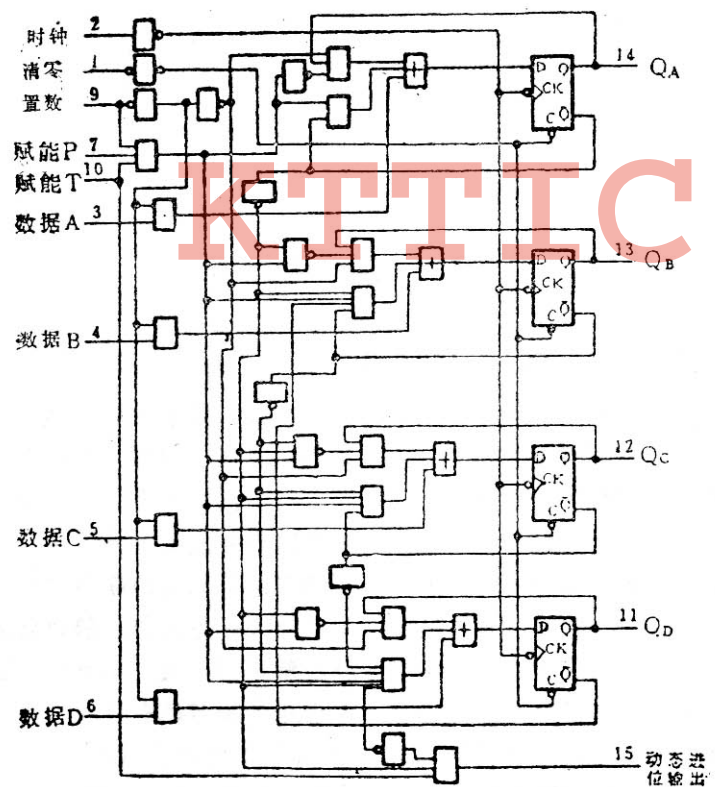 时钟 2
清零 1
置数 9
赋能P 7
赋能T 10
数据A 3
数据B 4
数据C 5
数据D 6
KTTIC
D Q
CK
C Q̄
14 QA
D Q
CK
C Q̄
13 QB
D Q
CK
C Q̄
12 QC
D Q
CK
C Q̄
11 QD
15 动态进
位输出
+
+
+
+